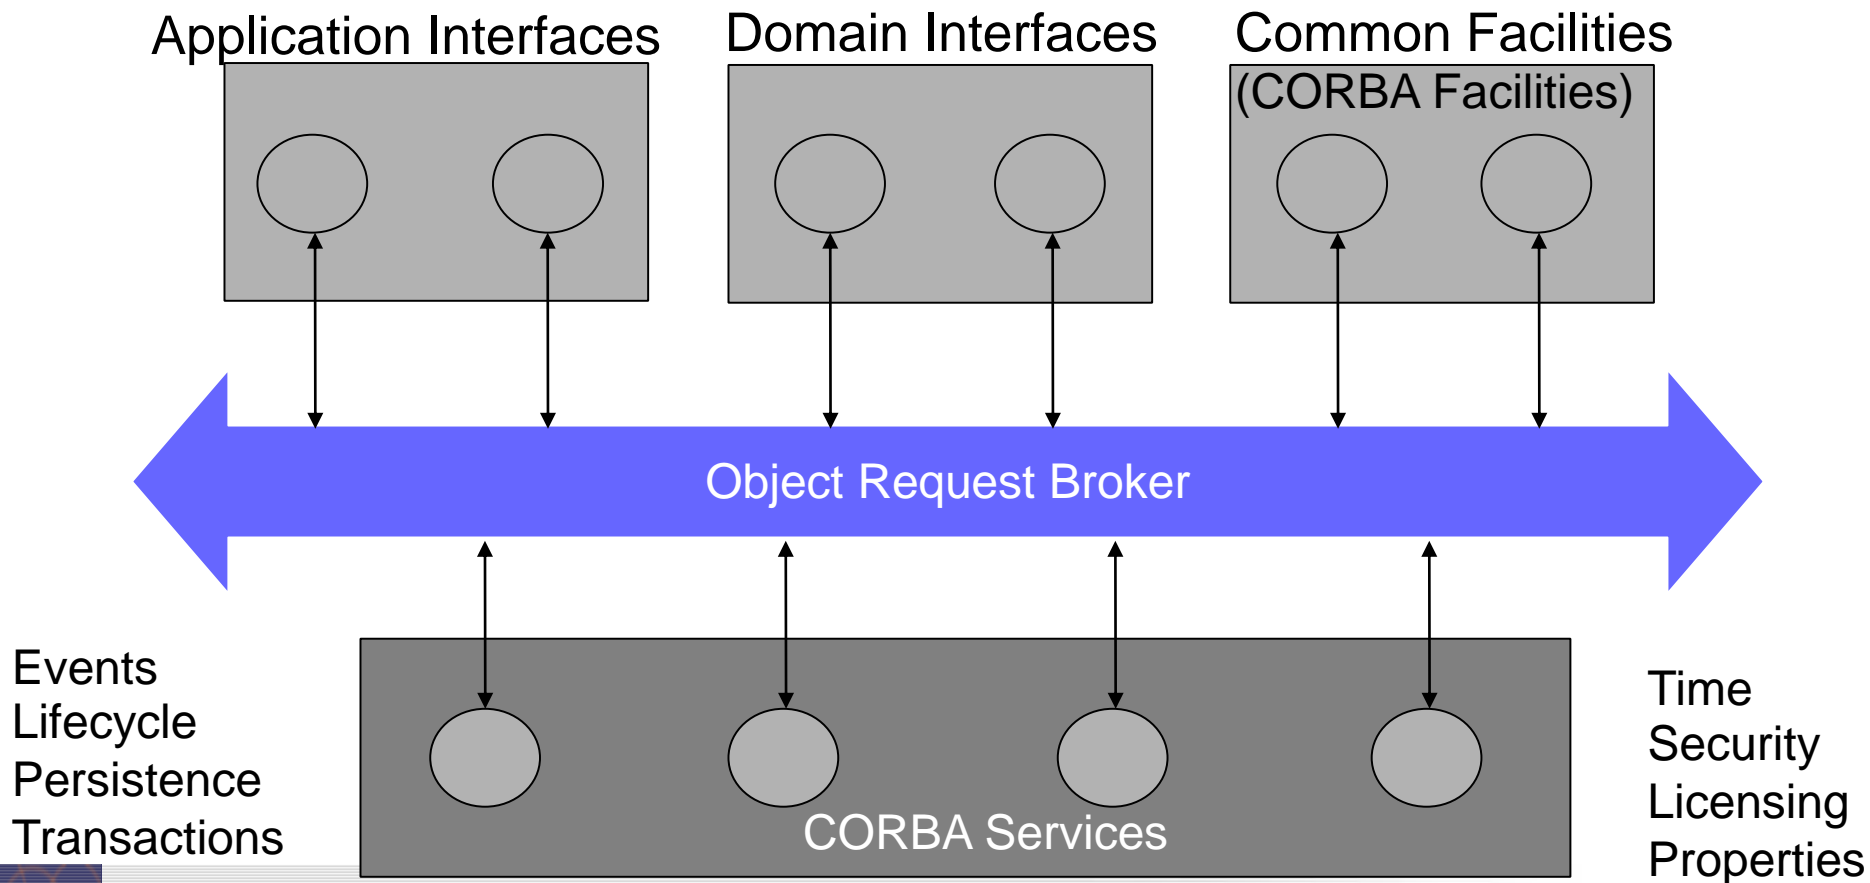 Application Interfaces
Domain Interfaces
Common Facilities
(CORBA Facilities)
Object Request Broker
Events
Lifecycle
Persistence
Transactions
CORBA Services
Time
Security
Licensing
Properties